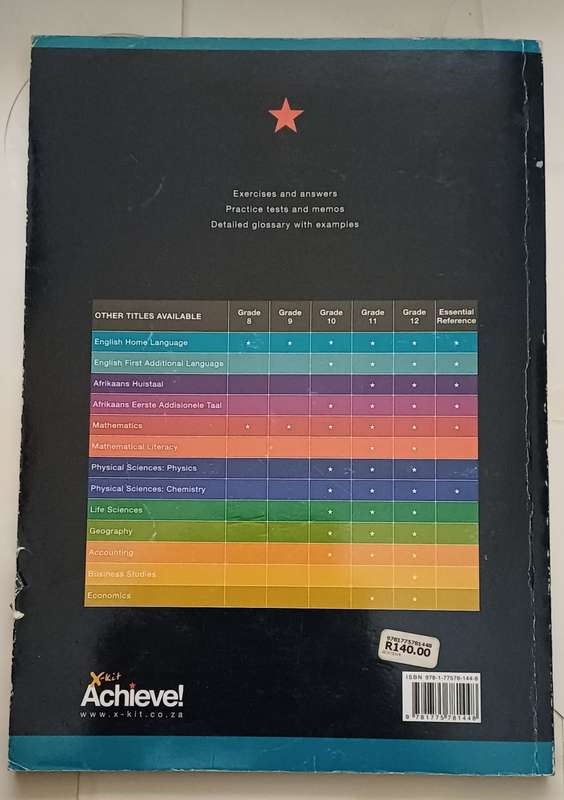 Exercises and answers
Practice tests and memos
Detailed glossary with examples
OTHER TITLES AVAILABLE Grade 8 Grade 9 Grade 10 Grade 11 Grade 12 Essential Reference
English Home Language
English First Additional Language
Afrikaans Huistaal
Afrikaans Eerste Addisionele Taal
Mathematics
Mathematical Literacy
Physical Sciences: Physics
Physical Sciences: Chemistry
Life Sciences
Geography
Accounting
Business Studies
Economics
9781775781448
R140.00
X-kit
Achieve!
www.x-kit.co.za
ISBN 978-1-77578-144-8
9 781775 781448